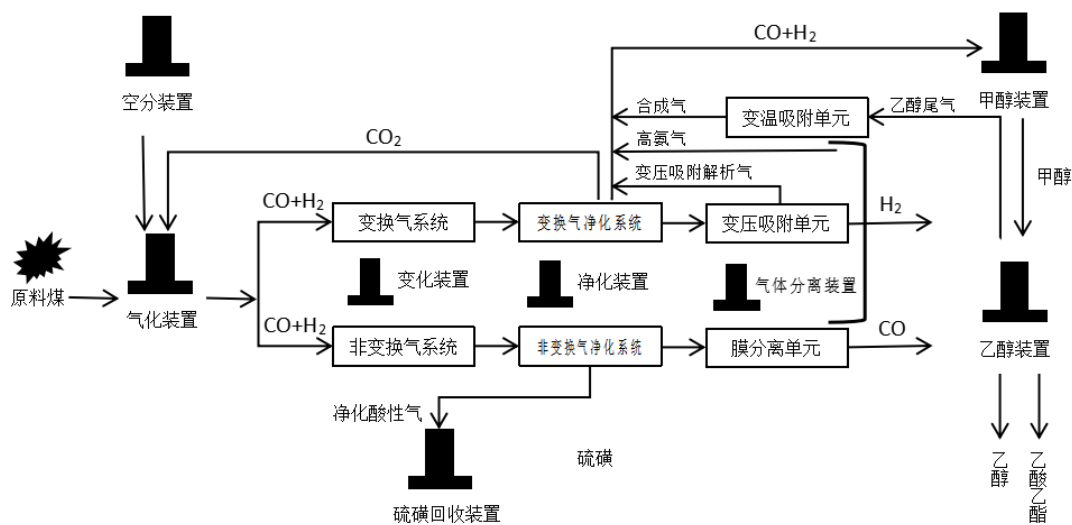 CO+H2
空分装置
合成气
变温吸附单元
乙醇尾气
甲醇装置
CO2
高氨气
变压吸附解析气
甲醇
CO+H2
变换气系统
变换气净化系统
变压吸附单元
H2
原料煤
气化装置
变化装置
净化装置
气体分离装置
CO+H2
非变换气系统
非变换气净化系统
膜分离单元
CO
乙醇装置
净化酸性气
硫磺
硫磺回收装置
乙醇
乙酸乙酯